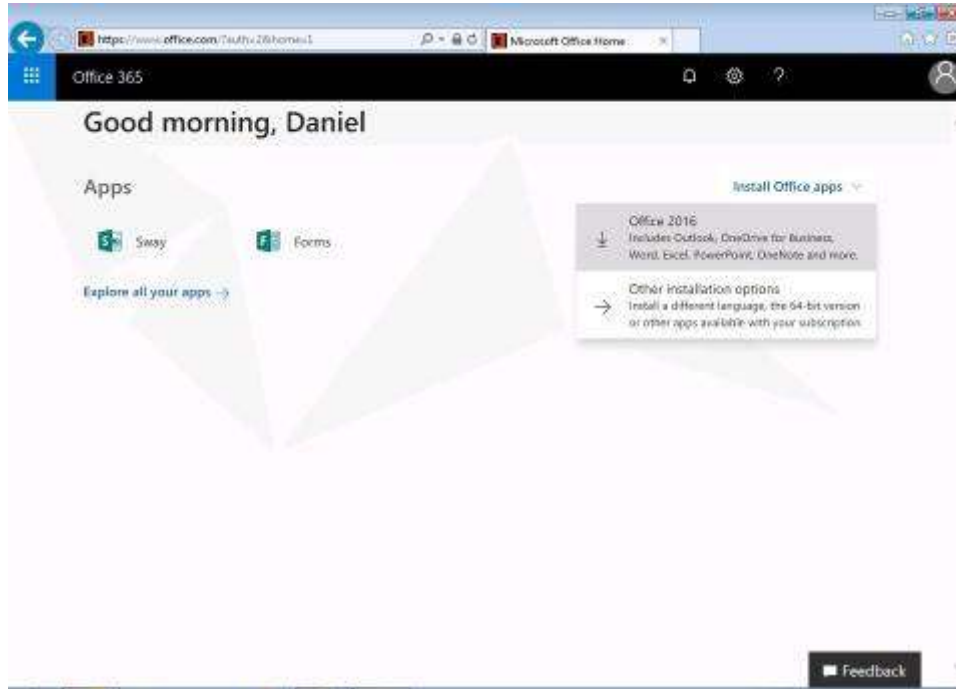 https://www.office.com/?auth=2&home=1
Microsoft Office Home
Office 365
?
Good morning, Daniel
Apps
Install Office apps
Office 2016
Includes Outlook, OneDrive for Business,
Word, Excel, PowerPoint, OneNote and more.
S Sway
F Forms
Explore all your apps →
Other installation options
Install a different language, the 64-bit version
or other apps available with your subscription
Feedback